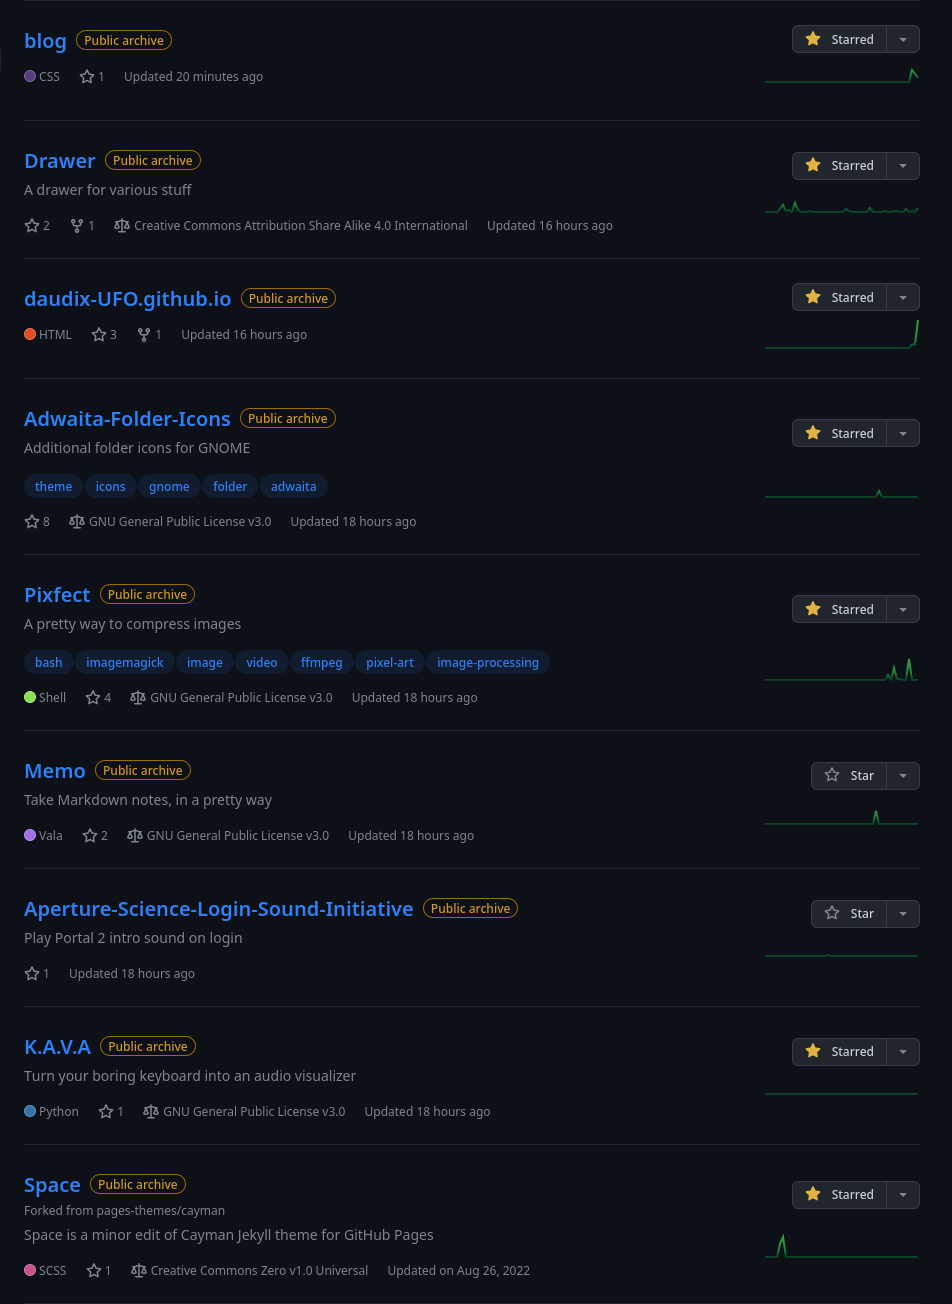 blog Public archive Starred
CSS 1 Updated 20 minutes ago
Drawer Public archive Starred
A drawer for various stuff
2 1 Creative Commons Attribution Share Alike 4.0 International Updated 16 hours ago
daudix-UFO.github.io Public archive Starred
HTML 3 1 Updated 16 hours ago
Adwaita-Folder-Icons Public archive Starred
Additional folder icons for GNOME
theme icons gnome folder adwaita
8 GNU General Public License v3.0 Updated 18 hours ago
Pixfect Public archive Starred
A pretty way to compress images
bash imagemagick image video ffmpeg pixel-art image-processing
Shell 4 GNU General Public License v3.0 Updated 18 hours ago
Memo Public archive Star
Take Markdown notes, in a pretty way
Vala 2 GNU General Public License v3.0 Updated 18 hours ago
Aperture-Science-Login-Sound-Initiative Public archive Star
Play Portal 2 intro sound on login
1 Updated 18 hours ago
K.A.V.A Public archive Starred
Turn your boring keyboard into an audio visualizer
Python 1 GNU General Public License v3.0 Updated 18 hours ago
Space Public archive Starred
Forked from pages-themes/cayman
Space is a minor edit of Cayman Jekyll theme for GitHub Pages
SCSS 1 Creative Commons Zero v1.0 Universal Updated on Aug 26, 2022